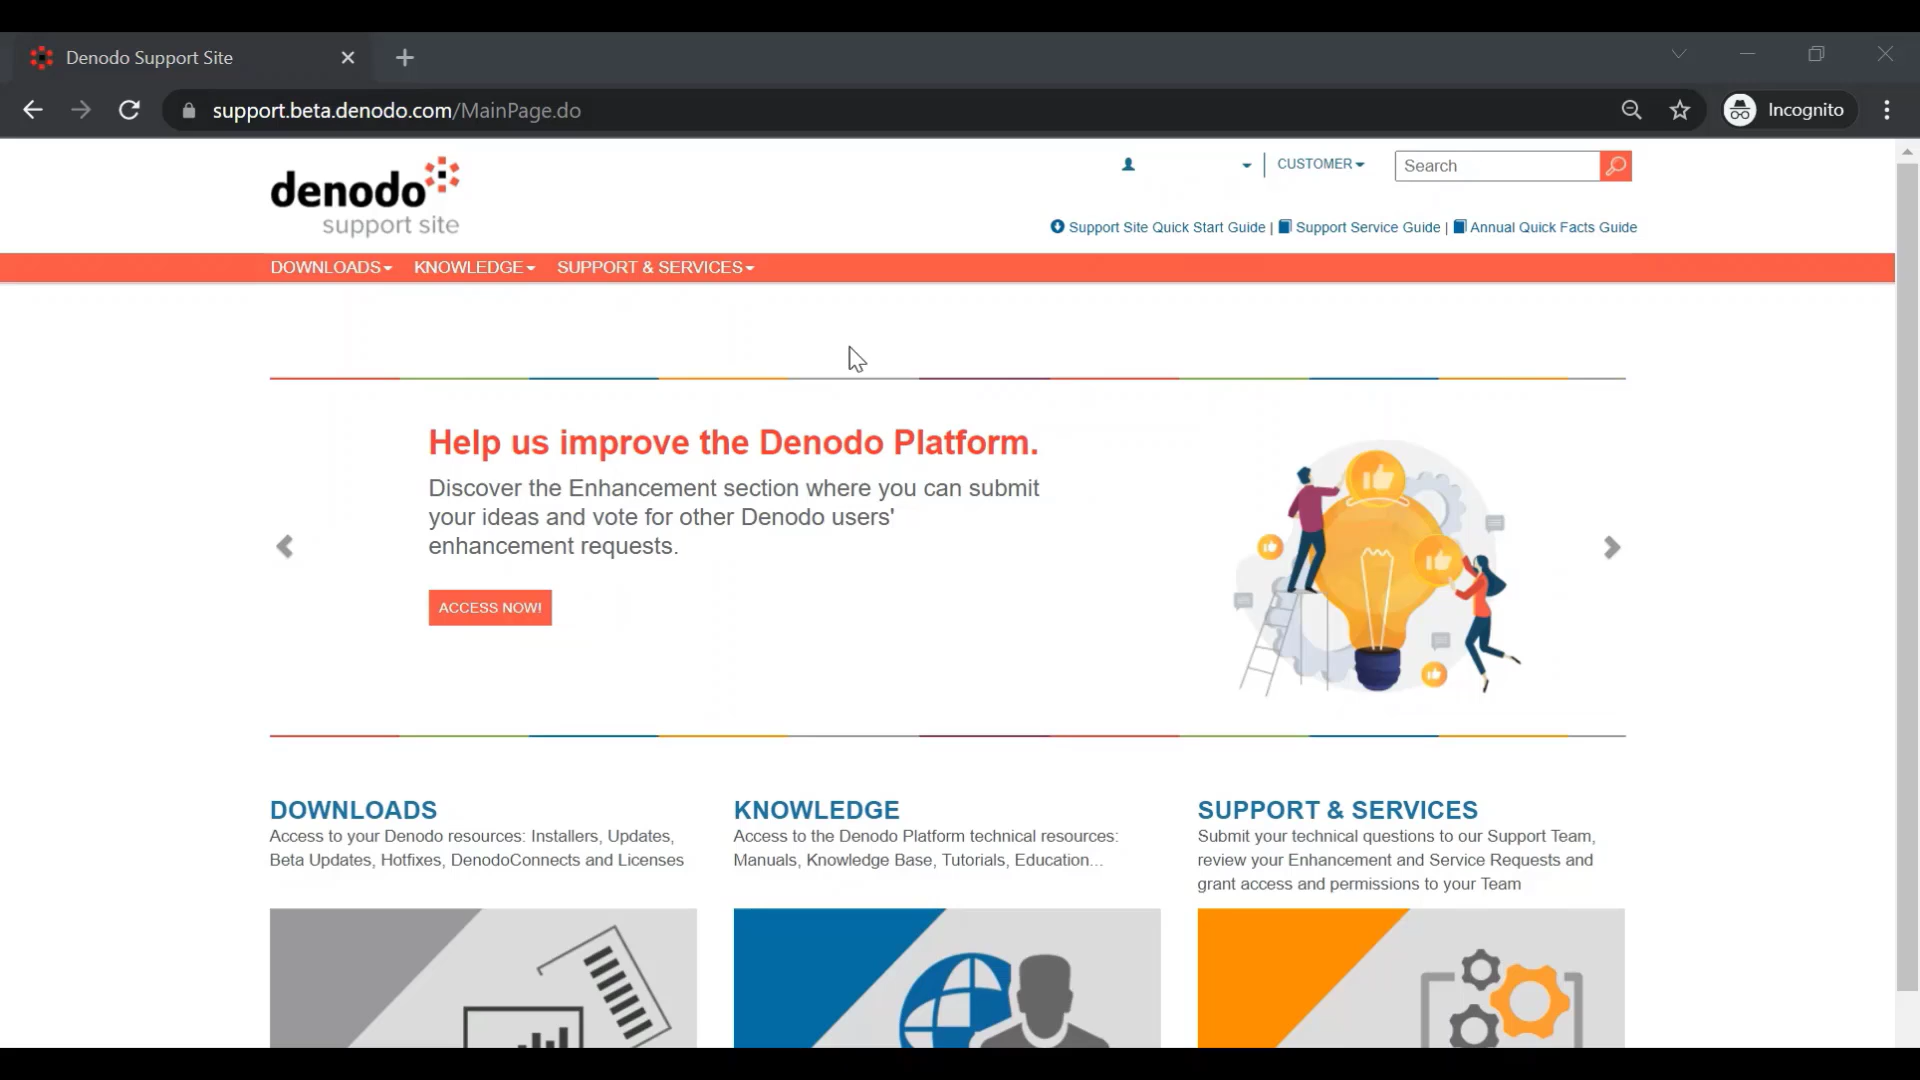 Denodo Support Site
support.beta.denodo.com/MainPage.do
Incognito
denodo
support site
CUSTOMER
Search
Support Site Quick Start Guide | Support Service Guide | Annual Quick Facts Guide
DOWNLOADS KNOWLEDGE SUPPORT & SERVICES
Help us improve the Denodo Platform.
Discover the Enhancement section where you can submit
your ideas and vote for other Denodo users'
enhancement requests.
ACCESS NOW!
DOWNLOADS
Access to your Denodo resources: Installers, Updates,
Beta Updates, Hotfixes, DenodoConnects and Licenses
KNOWLEDGE
Access to the Denodo Platform technical resources:
Manuals, Knowledge Base, Tutorials, Education...
SUPPORT & SERVICES
Submit your technical questions to our Support Team,
review your Enhancement and Service Requests and
grant access and permissions to your Team